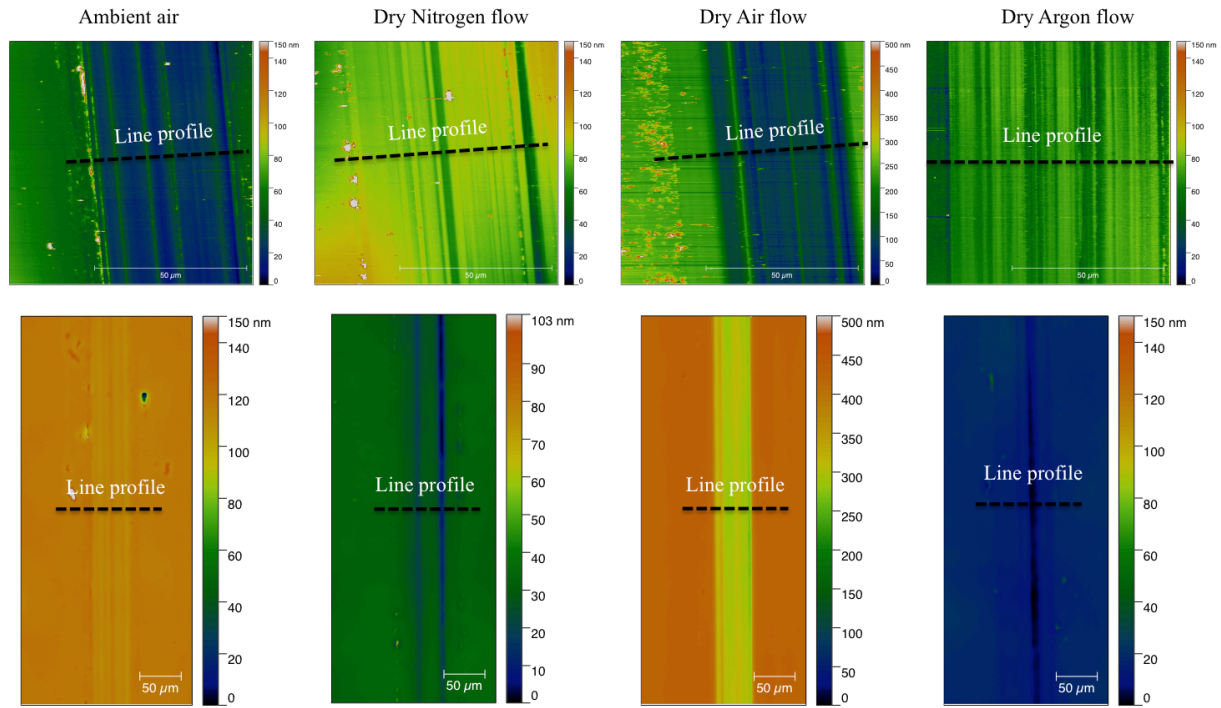 Ambient air
Dry Nitrogen flow
Dry Air flow
Dry Argon flow
150 nm
140
120
100
80
60
40
20
0
Line profile
50 µm
150 nm
140
120
100
80
60
40
20
0
Line profile
50 µm
500 nm
450
400
350
300
250
200
150
100
50
0
Line profile
50 µm
150 nm
140
120
100
80
60
40
20
0
Line profile
50 µm
150 nm
140
120
100
80
60
40
20
0
Line profile
50 µm
103 nm
90
80
70
60
50
40
30
20
10
0
Line profile
50 µm
500 nm
450
400
350
300
250
200
150
100
50
0
Line profile
50 µm
150 nm
140
120
100
80
60
40
20
0
Line profile
50 µm